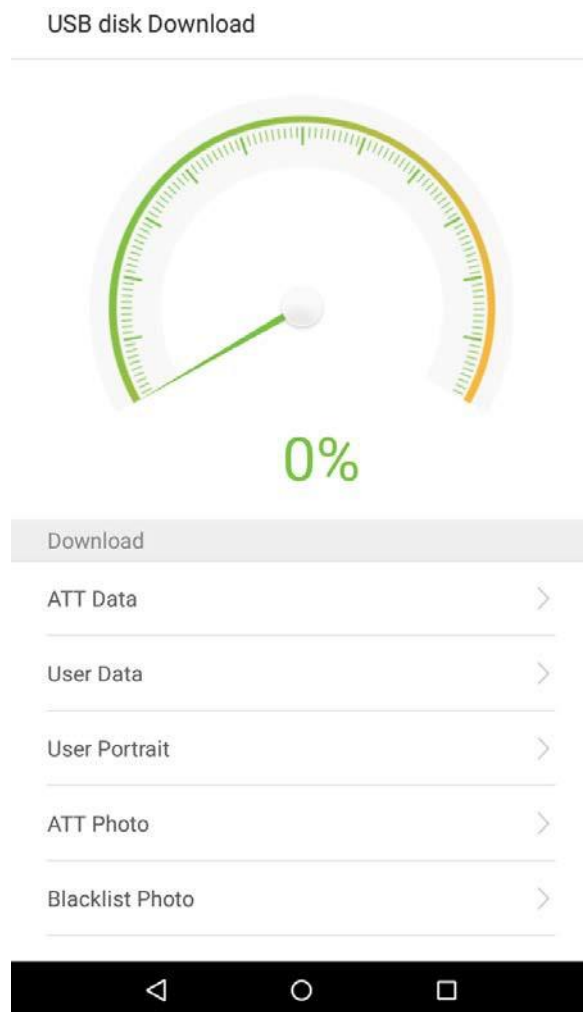 USB disk Download
0%
Download
ATT Data
User Data
User Portrait
ATT Photo
Blacklist Photo